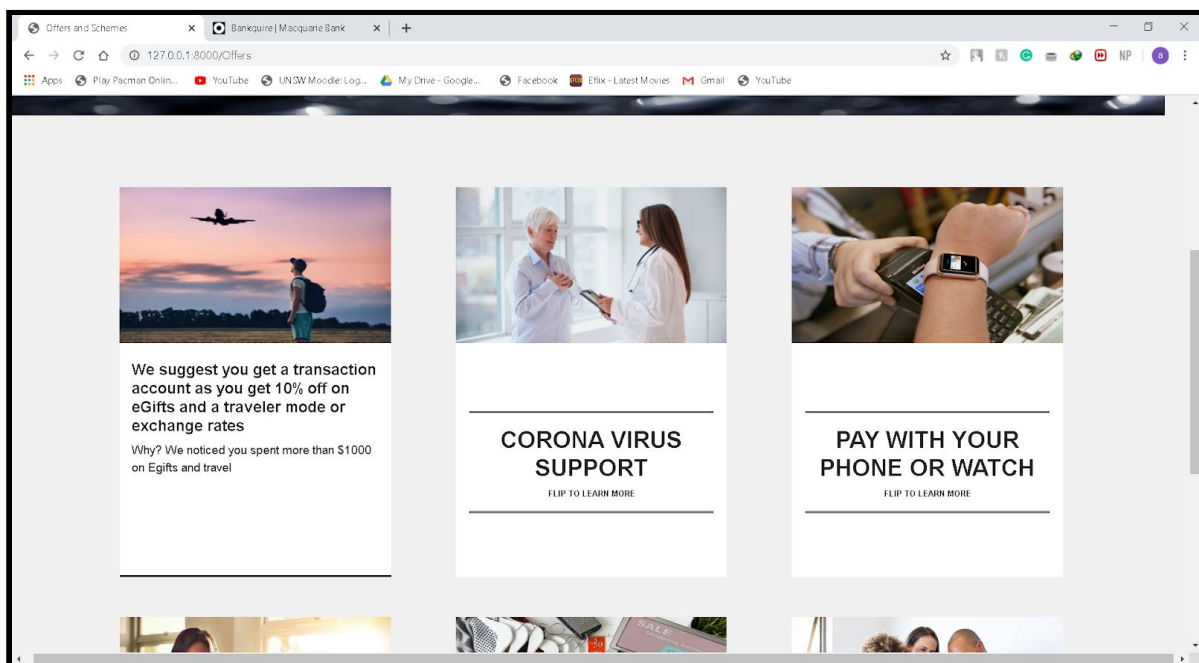 Offers and Schemes
Bankquire | Macquarie Bank
127.0.0.1:8000/Offers
NP
a
Apps
Play Pacman Onlin...
YouTube
UNSW Moodle: Log...
My Drive - Google...
Facebook
Eflix - Latest Movies
Gmail
YouTube
We suggest you get a transaction
account as you get 10% off on
eGifts and a traveler mode or
exchange rates
Why? We noticed you spent more than $1000
on Egifts and travel
CORONA VIRUS
SUPPORT
FLIP TO LEARN MORE
PAY WITH YOUR
PHONE OR WATCH
FLIP TO LEARN MORE
SALE